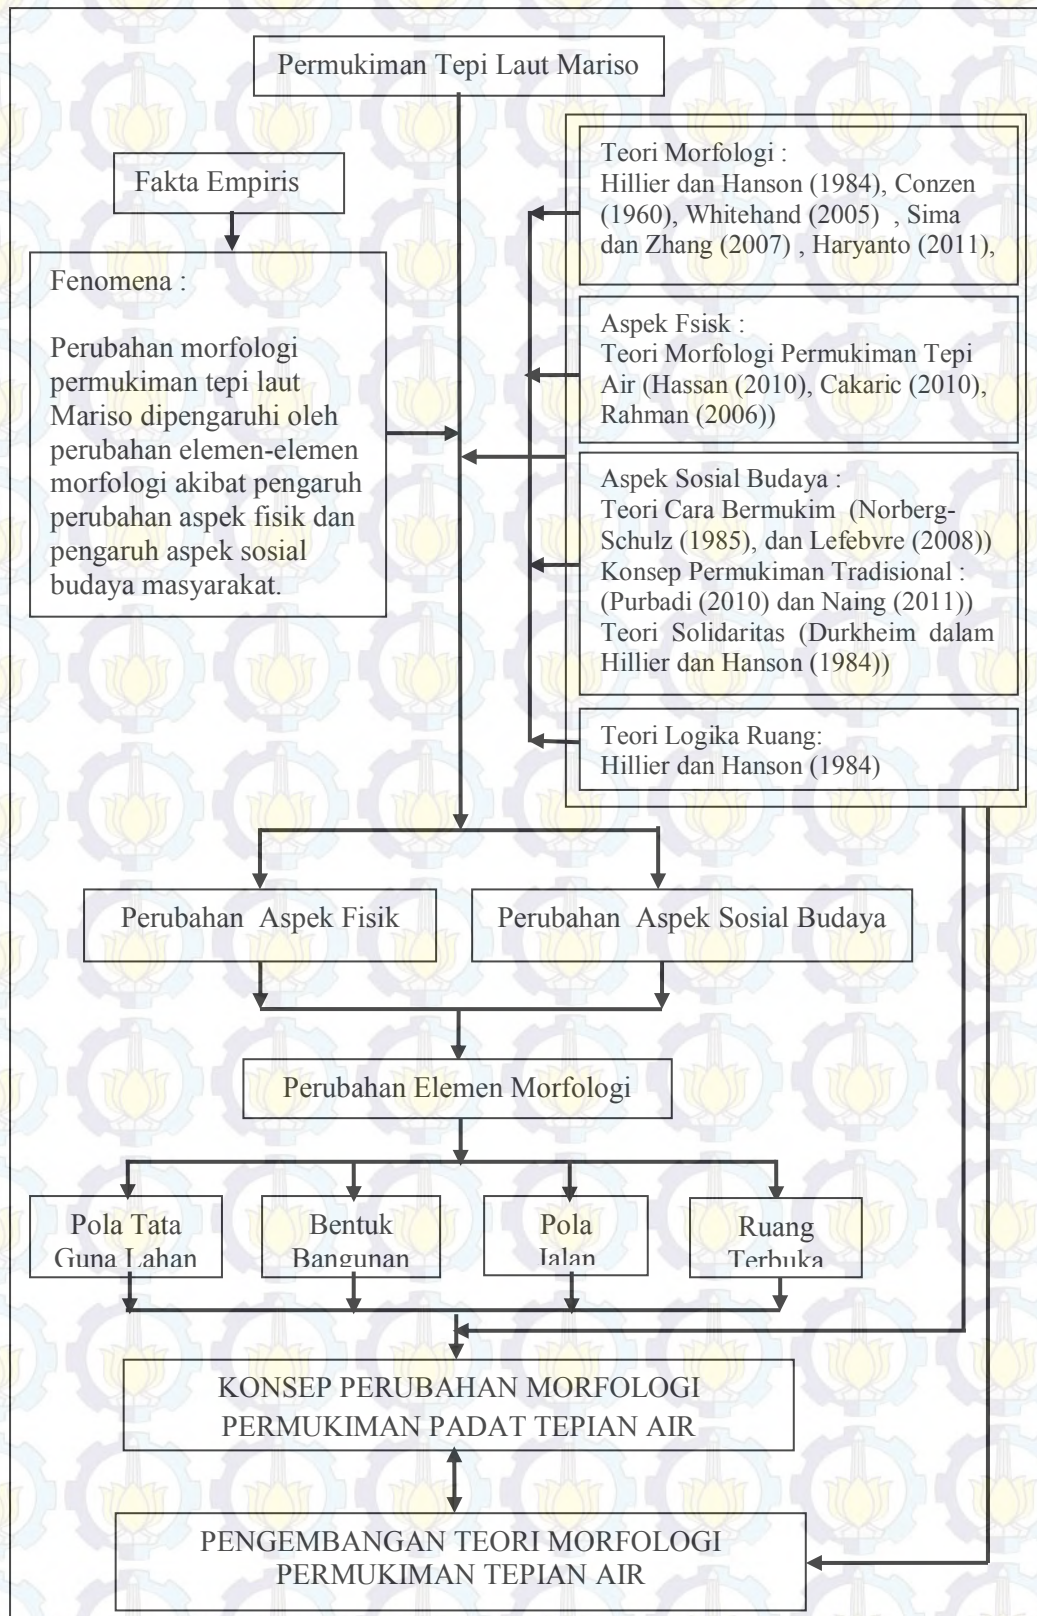 Permukiman Tepi Laut Mariso
Fakta Empiris
Fenomena :
Perubahan morfologi
permukiman tepi laut
Mariso dipengaruhi oleh
perubahan elemen-elemen
morfologi akibat pengaruh
perubahan aspek fisik dan
pengaruh aspek sosial
budaya masyarakat.
Teori Morfologi :
Hillier dan Hanson (1984), Conzen
(1960), Whitehand (2005) , Sima
dan Zhang (2007) , Haryanto (2011),
Aspek Fsisk :
Teori Morfologi Permukiman Tepi
Air (Hassan (2010), Cakaric (2010),
Rahman (2006))
Aspek Sosial Budaya :
Teori Cara Bermukim (Norberg-
Schulz (1985), dan Lefebvre (2008))
Konsep Permukiman Tradisional :
(Purbadi (2010) dan Naing (2011))
Teori Solidaritas (Durkheim dalam
Hillier dan Hanson (1984))
Teori Logika Ruang:
Hillier dan Hanson (1984)
Perubahan Aspek Fisik
Perubahan Aspek Sosial Budaya
Perubahan Elemen Morfologi
Pola Tata
Guna Lahan
Bentuk
Bangunan
Pola
Jalan
Ruang
Terbuka
KONSEP PERUBAHAN MORFOLOGI
PERMUKIMAN PADAT TEPIAN AIR
PENGEMBANGAN TEORI MORFOLOGI
PERMUKIMAN TEPIAN AIR